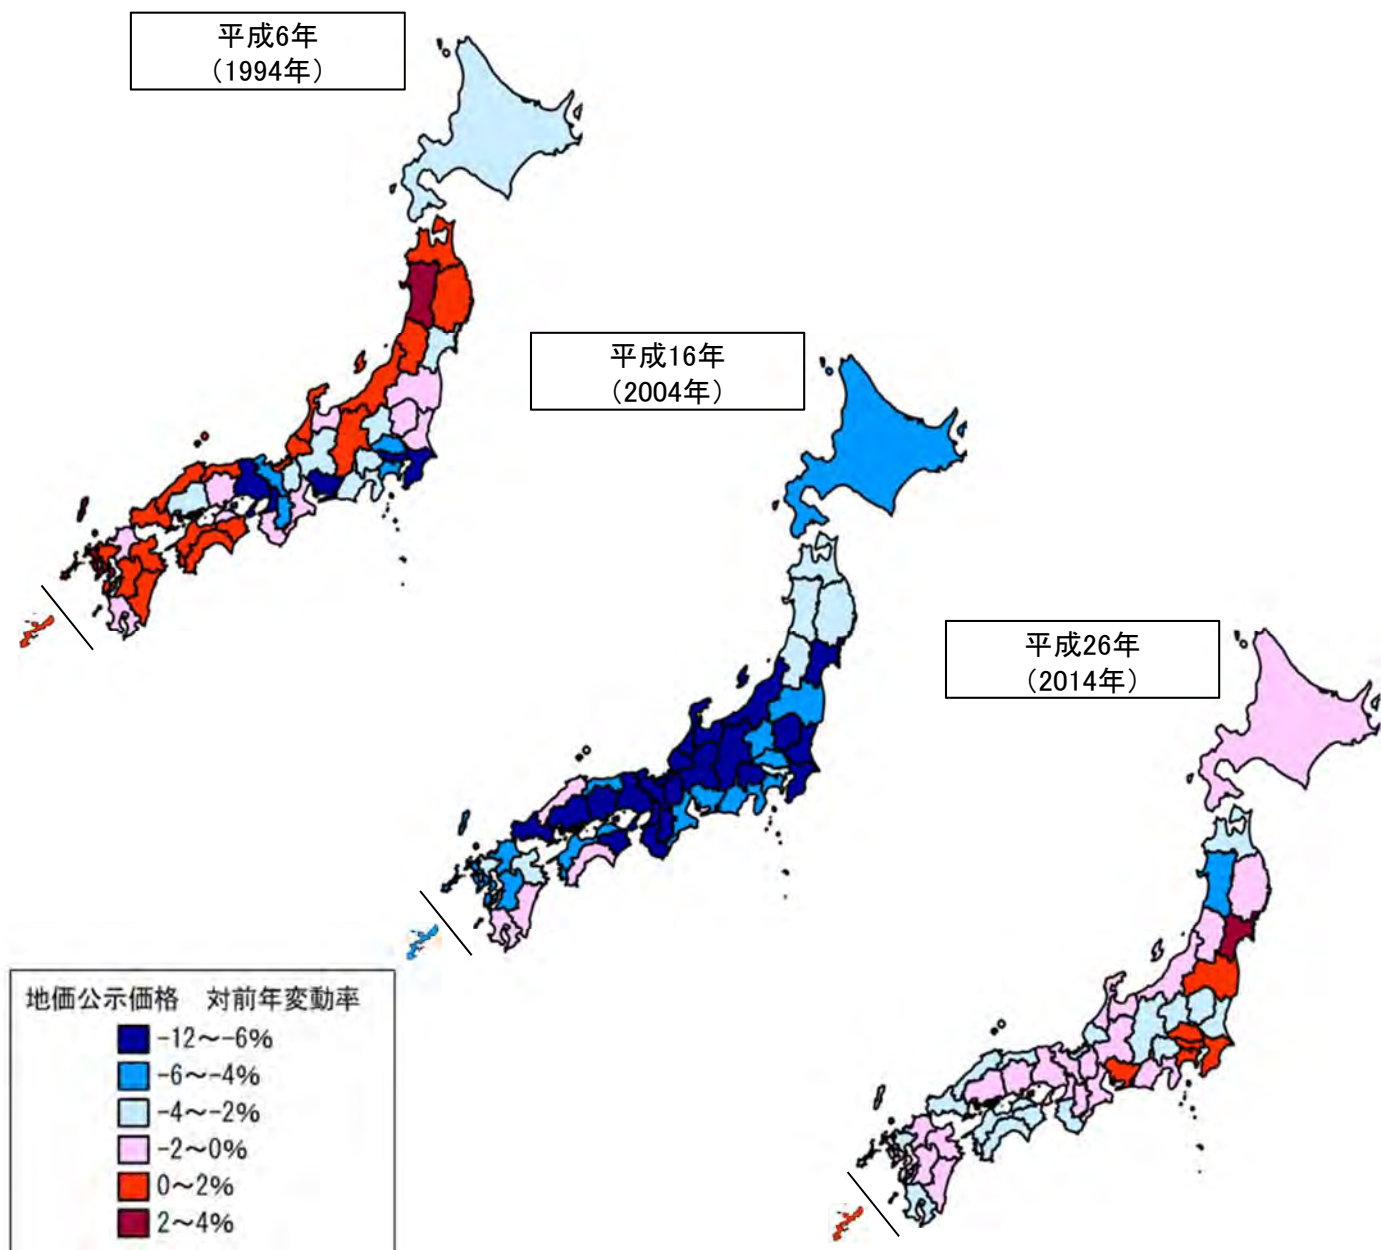 平成6年
（1994年）
平成16年
（2004年）
平成26年
（2014年）
地価公示価格　対前年変動率
-12～-6%
-6～-4%
-4～-2%
-2～0%
0～2%
2～4%